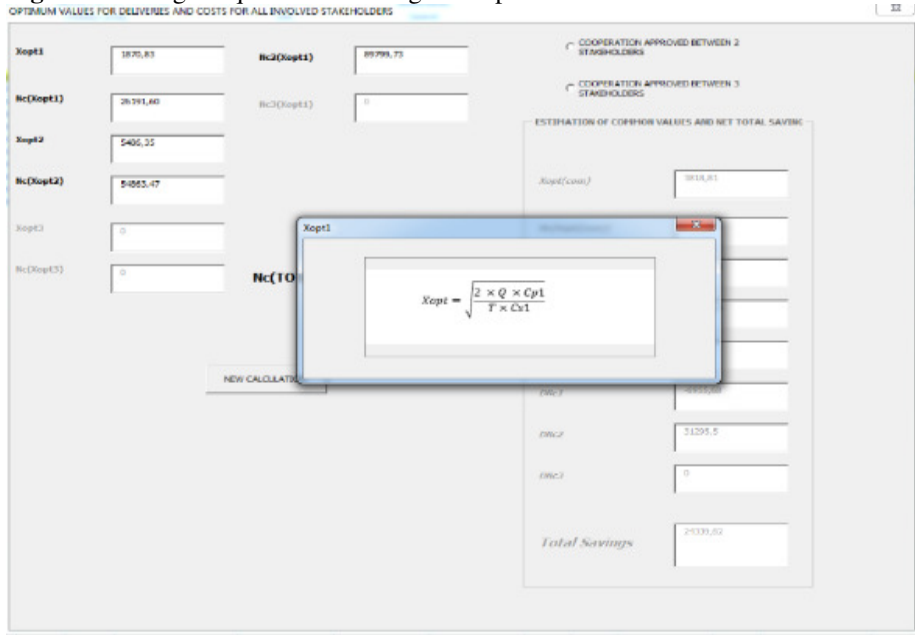 OPTIMUM VALUES FOR DELIVERIES AND COSTS FOR ALL INVOLVED STAKEHOLDERS
Xopt1
1870,83
Nc2(Xopt1)
89799,73
COOPERATION APPROVED BETWEEN 2
STAKEHOLDERS
Nc(Xopt1)
26191,60
Nc3(Xopt1)
0
COOPERATION APPROVED BETWEEN 3
STAKEHOLDERS
Xopt2
5486,35
ESTIMATION OF COMMON VALUES AND NET TOTAL SAVING
Nc(Xopt2)
54863,47
Xopt(com)
Xopt3
0
Xopt1
Nc(Xopt3)
0
Nc(TO
Xopt = √(2 × Q × Cp1 / T × Cs1)
NEW CALCULATI
DNc1
DNc2
31295,5
DNc3
0
Total Savings